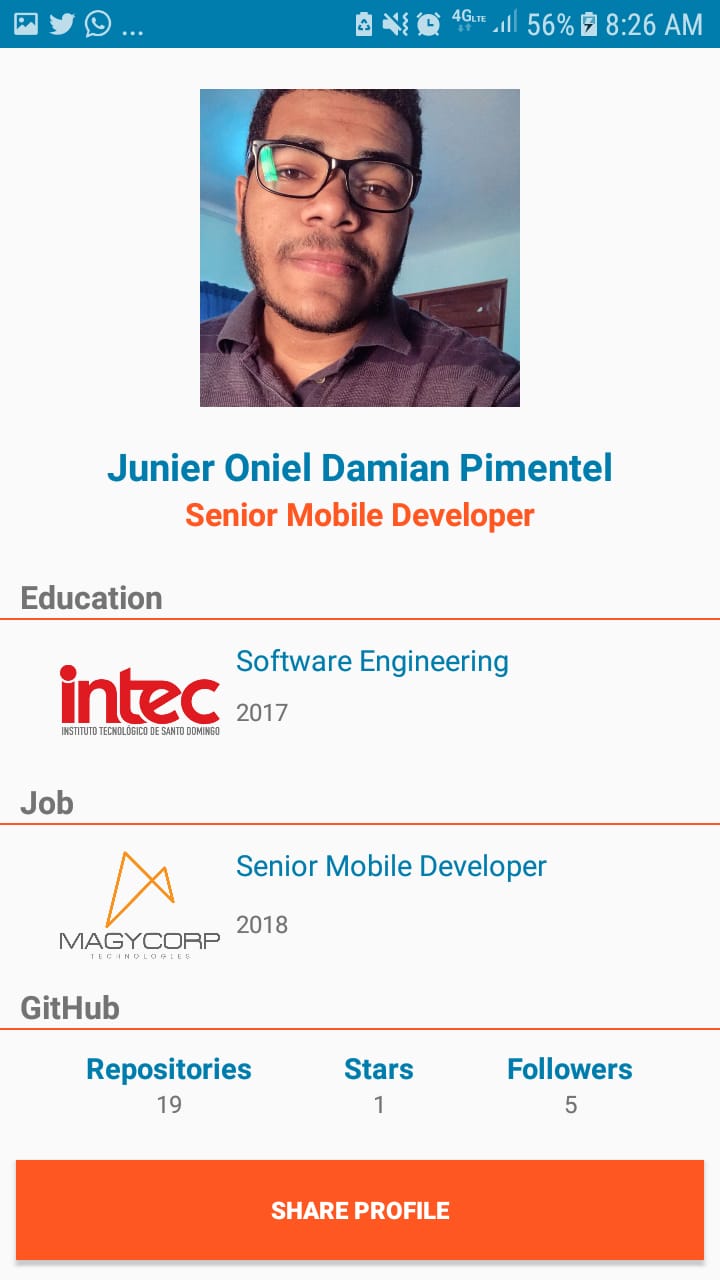 ... 4G LTE 56% 8:26 AM
Junier Oniel Damian Pimentel
Senior Mobile Developer
Education
Software Engineering
intec
INSTITUTO TECNOLÓGICO DE SANTO DOMINGO
2017
Job
Senior Mobile Developer
2018
MAGYCORP
TECHNOLOGIES
GitHub
Repositories Stars Followers
19 1 5
SHARE PROFILE